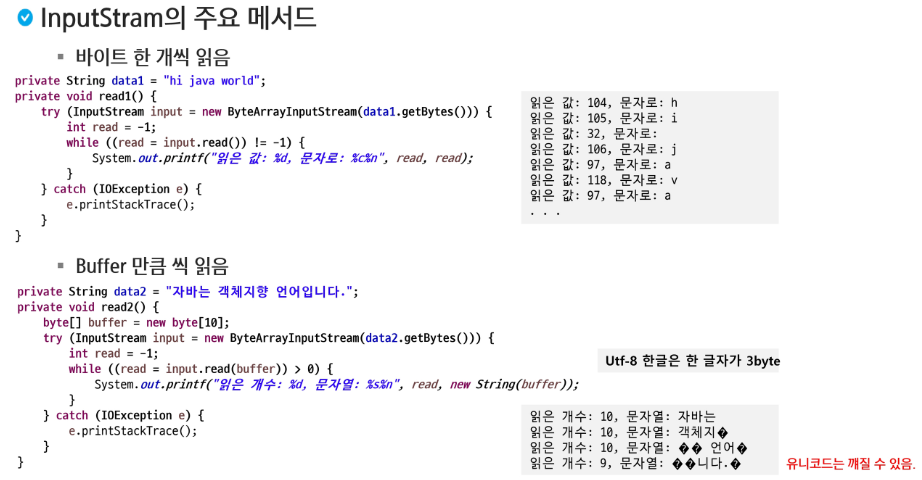 InputStram의 주요 메서드
▪ 바이트 한 개씩 읽음
private String data1 = "hi java world";
private void read1() {
    try (InputStream input = new ByteArrayInputStream(data1.getBytes())) {
        int read = -1;
        while ((read = input.read()) != -1) {
            System.out.printf("읽은 값: %d, 문자로: %c%n", read, read);
        }
    } catch (IOException e) {
        e.printStackTrace();
    }
}
읽은 값: 104, 문자로: h
읽은 값: 105, 문자로: i
읽은 값: 32, 문자로:
읽은 값: 106, 문자로: j
읽은 값: 97, 문자로: a
읽은 값: 118, 문자로: v
읽은 값: 97, 문자로: a
. . .
▪ Buffer 만큼 씩 읽음
private String data2 = "자바는 객체지향 언어입니다.";
private void read2() {
    byte[] buffer = new byte[10];
    try (InputStream input = new ByteArrayInputStream(data2.getBytes())) {
        int read = -1;
        while ((read = input.read(buffer)) > 0) {
            System.out.printf("읽은 개수: %d, 문자열: %s%n", read, new String(buffer));
        }
    } catch (IOException e) {
        e.printStackTrace();
    }
}
Utf-8 한글은 한 글자가 3byte
읽은 개수: 10, 문자열: 자바는
읽은 개수: 10, 문자열: 객체지�
읽은 개수: 10, 문자열: �� 언어�
읽은 개수: 9, 문자열: ��니다.�
유니코드는 깨질 수 있음.